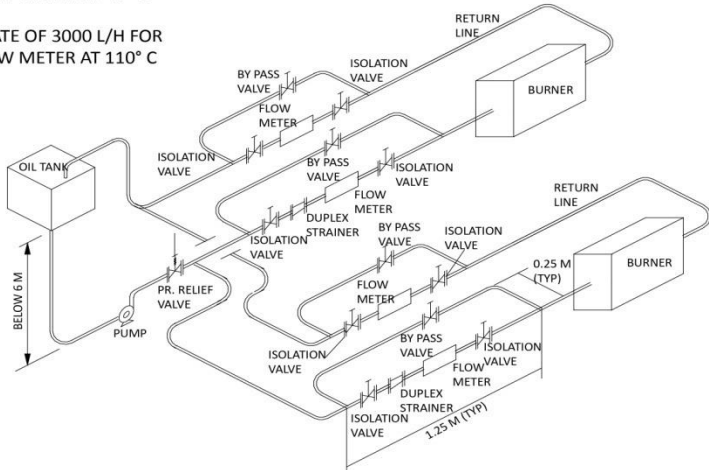 ATE OF 3000 L/H FOR
W METER AT 110° C
RETURN
LINE
ISOLATION
VALVE
BY PASS
VALVE
FLOW
METER
BURNER
ISOLATION
VALVE
OIL TANK
BY PASS
VALVE
ISOLATION
VALVE
FLOW
METER
DUPLEX
STRAINER
ISOLATION
VALVE
RETURN
LINE
BY PASS
VALVE
ISOLATION
VALVE
0.25 M
(TYP)
BURNER
BELOW 6 M
PR. RELIEF
VALVE
PUMP
FLOW
METER
ISOLATION
VALVE
BY PASS
VALVE
ISOLATION
VALVE
FLOW
METER
DUPLEX
STRAINER
ISOLATION
VALVE
1.25 M (TYP)